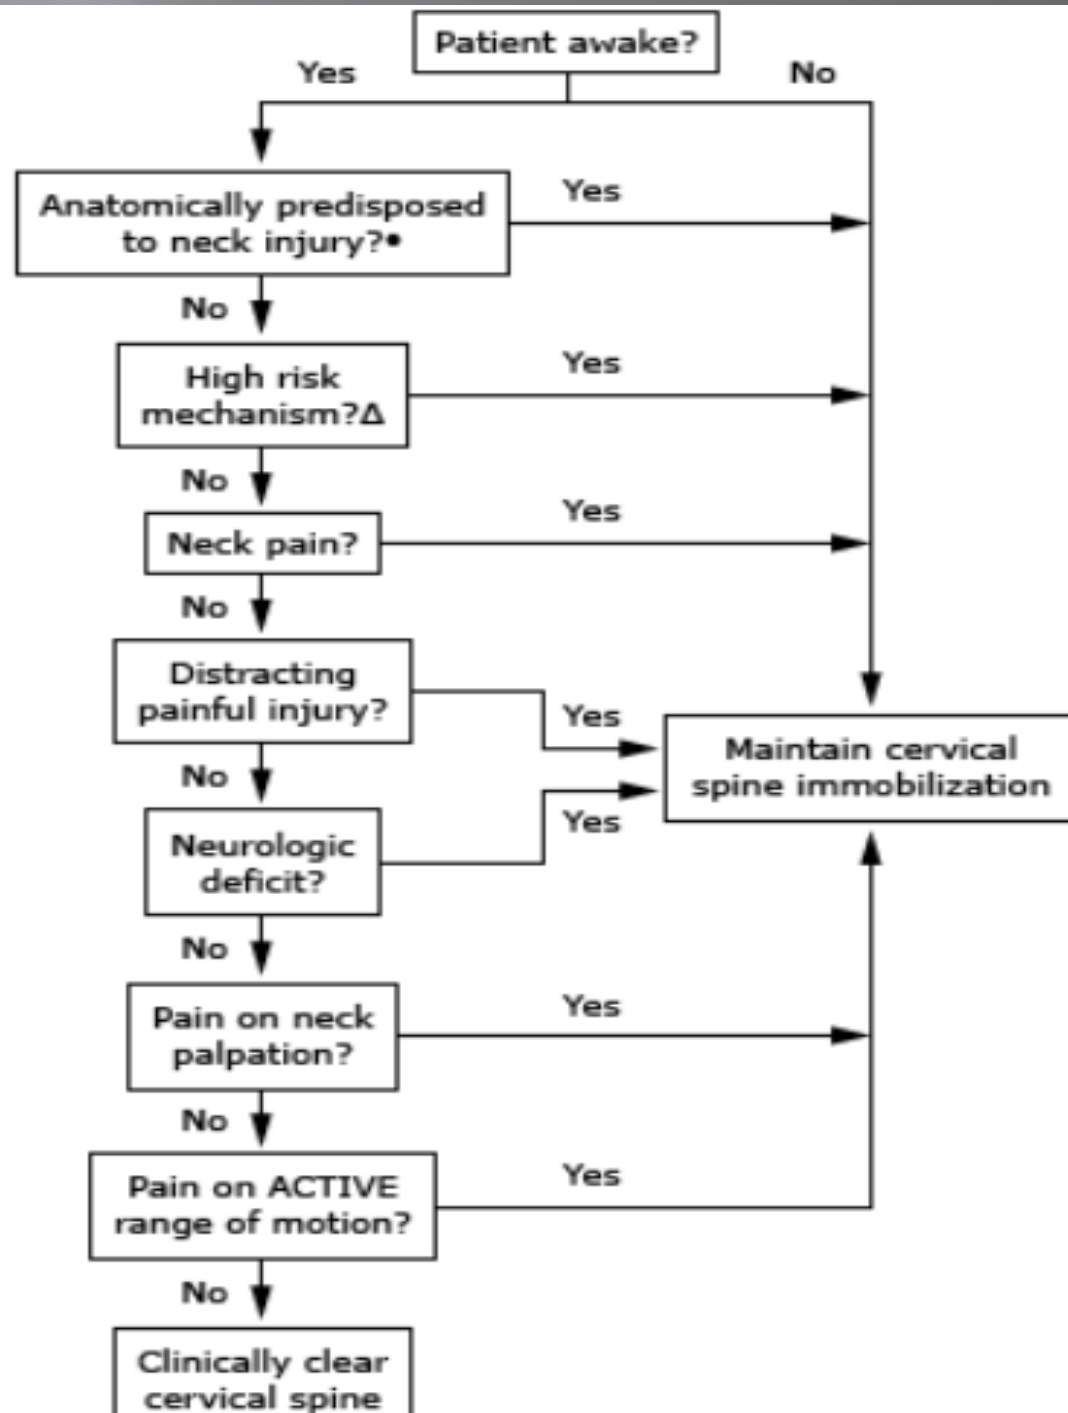 Patient awake?
Yes
No
Anatomically predisposed
to neck injury?•
Yes
No
High risk
mechanism?Δ
Yes
No
Neck pain?
Yes
No
Distracting
painful injury?
Yes
Maintain cervical
spine immobilization
No
Yes
Neurologic
deficit?
No
Pain on neck
palpation?
Yes
No
Pain on ACTIVE
range of motion?
Yes
No
Clinically clear
cervical spine